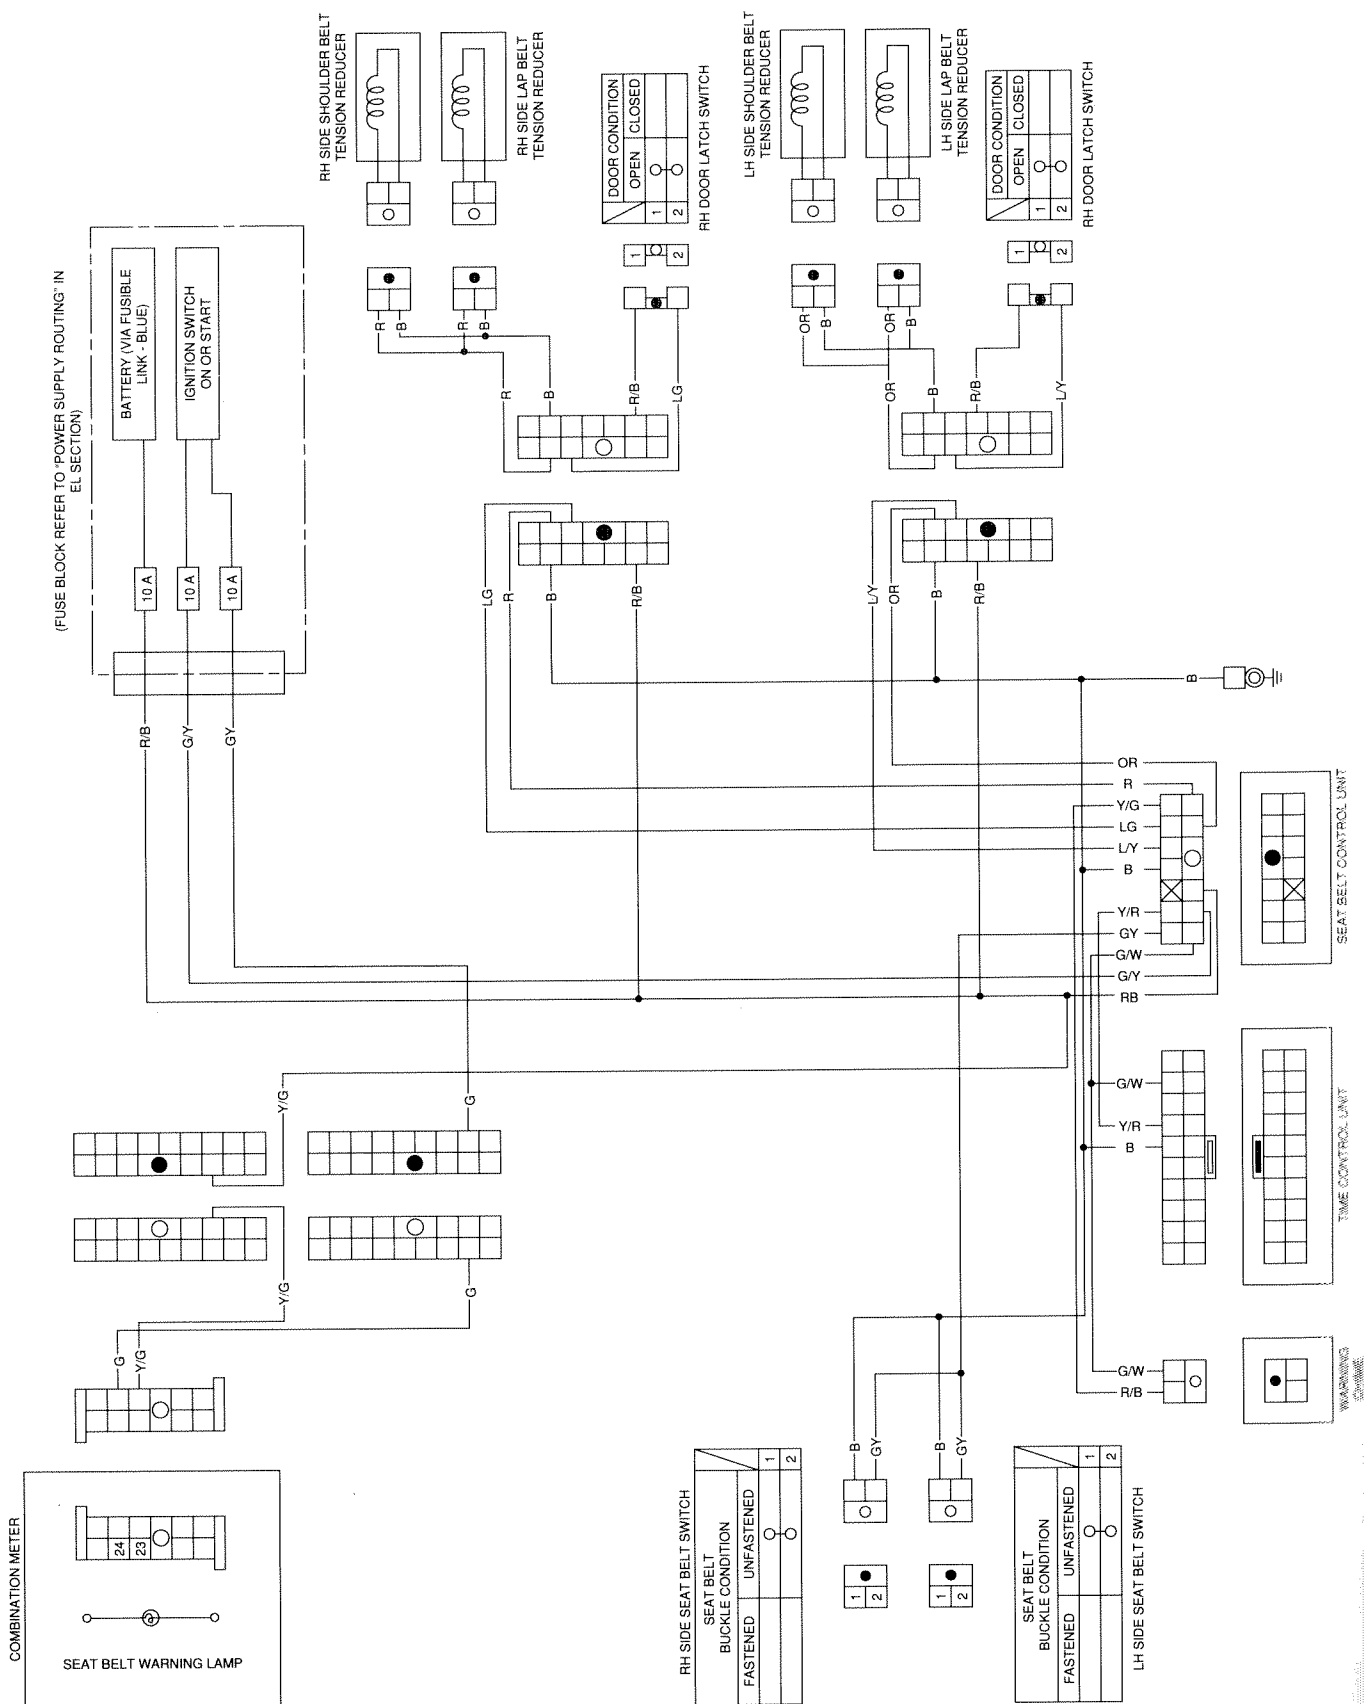 RH SIDE SHOULDER BELT
TENSION REDUCER
RH SIDE LAP BELT
TENSION REDUCER
DOOR CONDITION
OPEN CLOSED
1
2
RH DOOR LATCH SWITCH
LH SIDE SHOULDER BELT
TENSION REDUCER
LH SIDE LAP BELT
TENSION REDUCER
DOOR CONDITION
OPEN CLOSED
1
2
RH DOOR LATCH SWITCH
1
2
1
2
(FUSE BLOCK REFER TO "POWER SUPPLY ROUTING" IN
EL SECTION)
BATTERY (VIA FUSIBLE
LINK - BLUE)
IGNITION SWITCH
ON OR START
10 A
10 A
10 A
R/B
G/Y
GY
R
B
R
B
R
B
R/B
LG
OR
B
OR
B
OR
B
R/B
L/Y
LG
R
B
R/B
L/Y
OR
B
R/B
B
OR
R
Y/G
LG
L/Y
B
Y/R
GY
G/W
G/Y
RB
SEAT BELT CONTROL UNIT
G/W
Y/R
B
TIME CONTROL UNIT
G/W
R/B
WARNING
Y/G
G
Y/G
G
G
Y/G
COMBINATION METER
24
23
SEAT BELT WARNING LAMP
B
GY
B
GY
1
2
1
2
RH SIDE SEAT BELT SWITCH
SEAT BELT
BUCKLE CONDITION
FASTENED UNFASTENED
1
2
SEAT BELT
BUCKLE CONDITION
FASTENED UNFASTENED
1
2
LH SIDE SEAT BELT SWITCH